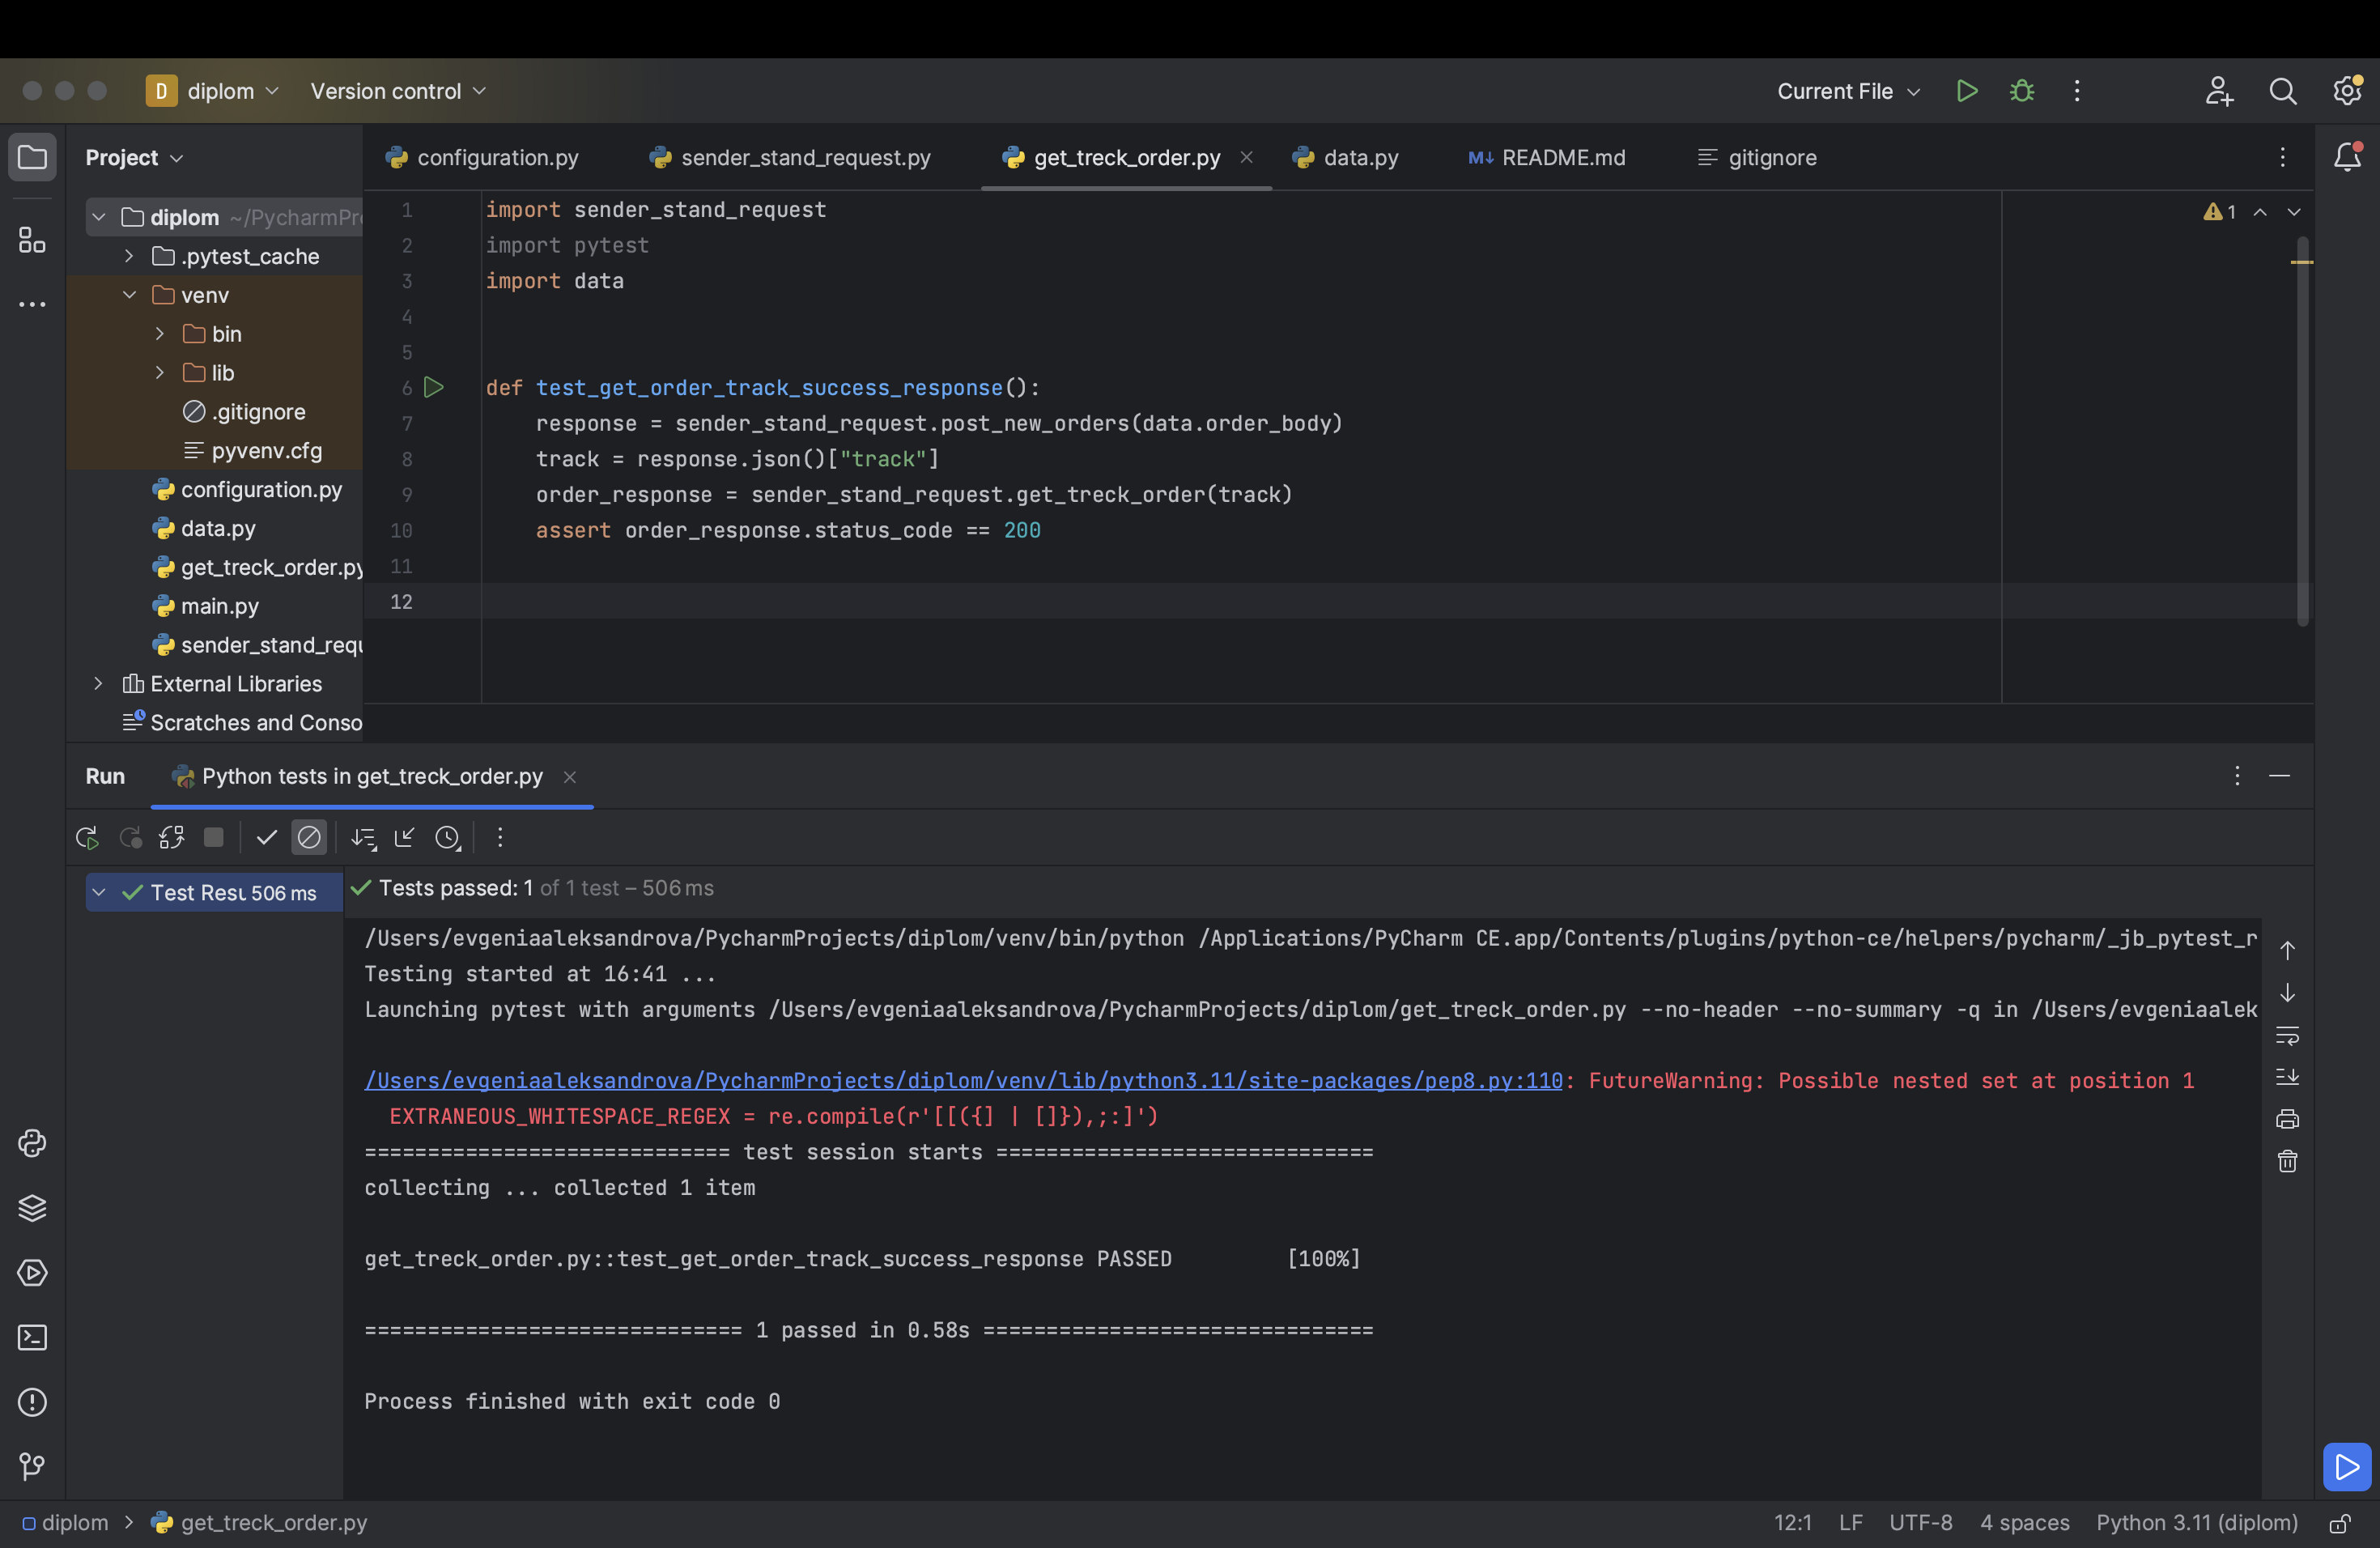 D diplom Version control Current File
Project
configuration.py sender_stand_request.py get_treck_order.py data.py M↓ README.md gitignore
diplom ~/PycharmPr
.pytest_cache
venv
bin
lib
.gitignore
pyvenv.cfg
configuration.py
data.py
get_treck_order.py
main.py
sender_stand_requ
External Libraries
Scratches and Conso
1 import sender_stand_request
2 import pytest
3 import data
4
5
6 def test_get_order_track_success_response():
7 response = sender_stand_request.post_new_orders(data.order_body)
8 track = response.json()["track"]
9 order_response = sender_stand_request.get_treck_order(track)
10 assert order_response.status_code == 200
11
12
1
Run Python tests in get_treck_order.py
Test Resu 506 ms
Tests passed: 1 of 1 test – 506 ms
/Users/evgeniaaleksandrova/PycharmProjects/diplom/venv/bin/python /Applications/PyCharm CE.app/Contents/plugins/python-ce/helpers/pycharm/_jb_pytest_r
Testing started at 16:41 ...
Launching pytest with arguments /Users/evgeniaaleksandrova/PycharmProjects/diplom/get_treck_order.py --no-header --no-summary -q in /Users/evgeniaalek
/Users/evgeniaaleksandrova/PycharmProjects/diplom/venv/lib/python3.11/site-packages/pep8.py:110: FutureWarning: Possible nested set at position 1
EXTRANEOUS_WHITESPACE_REGEX = re.compile(r'[[({] | []}),;:]')
============================= test session starts ==============================
collecting ... collected 1 item
get_treck_order.py::test_get_order_track_success_response PASSED [100%]
============================== 1 passed in 0.58s ===============================
Process finished with exit code 0
diplom > get_treck_order.py 12:1 LF UTF-8 4 spaces Python 3.11 (diplom)